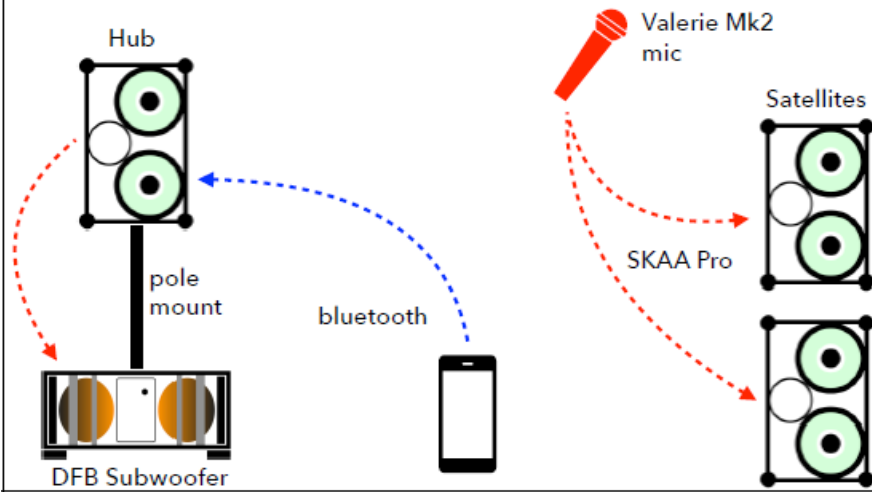 Hub
Valerie Mk2
mic
Satellites
SKAA Pro
pole
mount
bluetooth
DFB Subwoofer